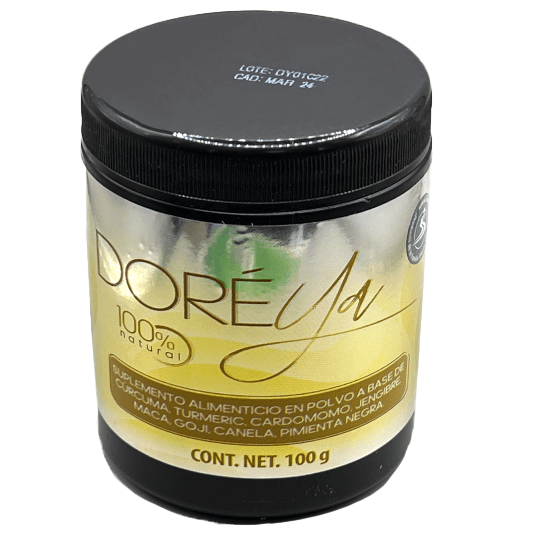 LOTE: DY01C22
CAD: MAR 24
DORÉ Ya
100%
natural
SUPLEMENTO ALIMENTICIO EN POLVO A BASE DE
CÚRCUMA, TURMERIC, CARDOMOMO, JENGIBRE,
MACA, GOJI, CANELA, PIMIENTA NEGRA.
CONT. NET. 100 g